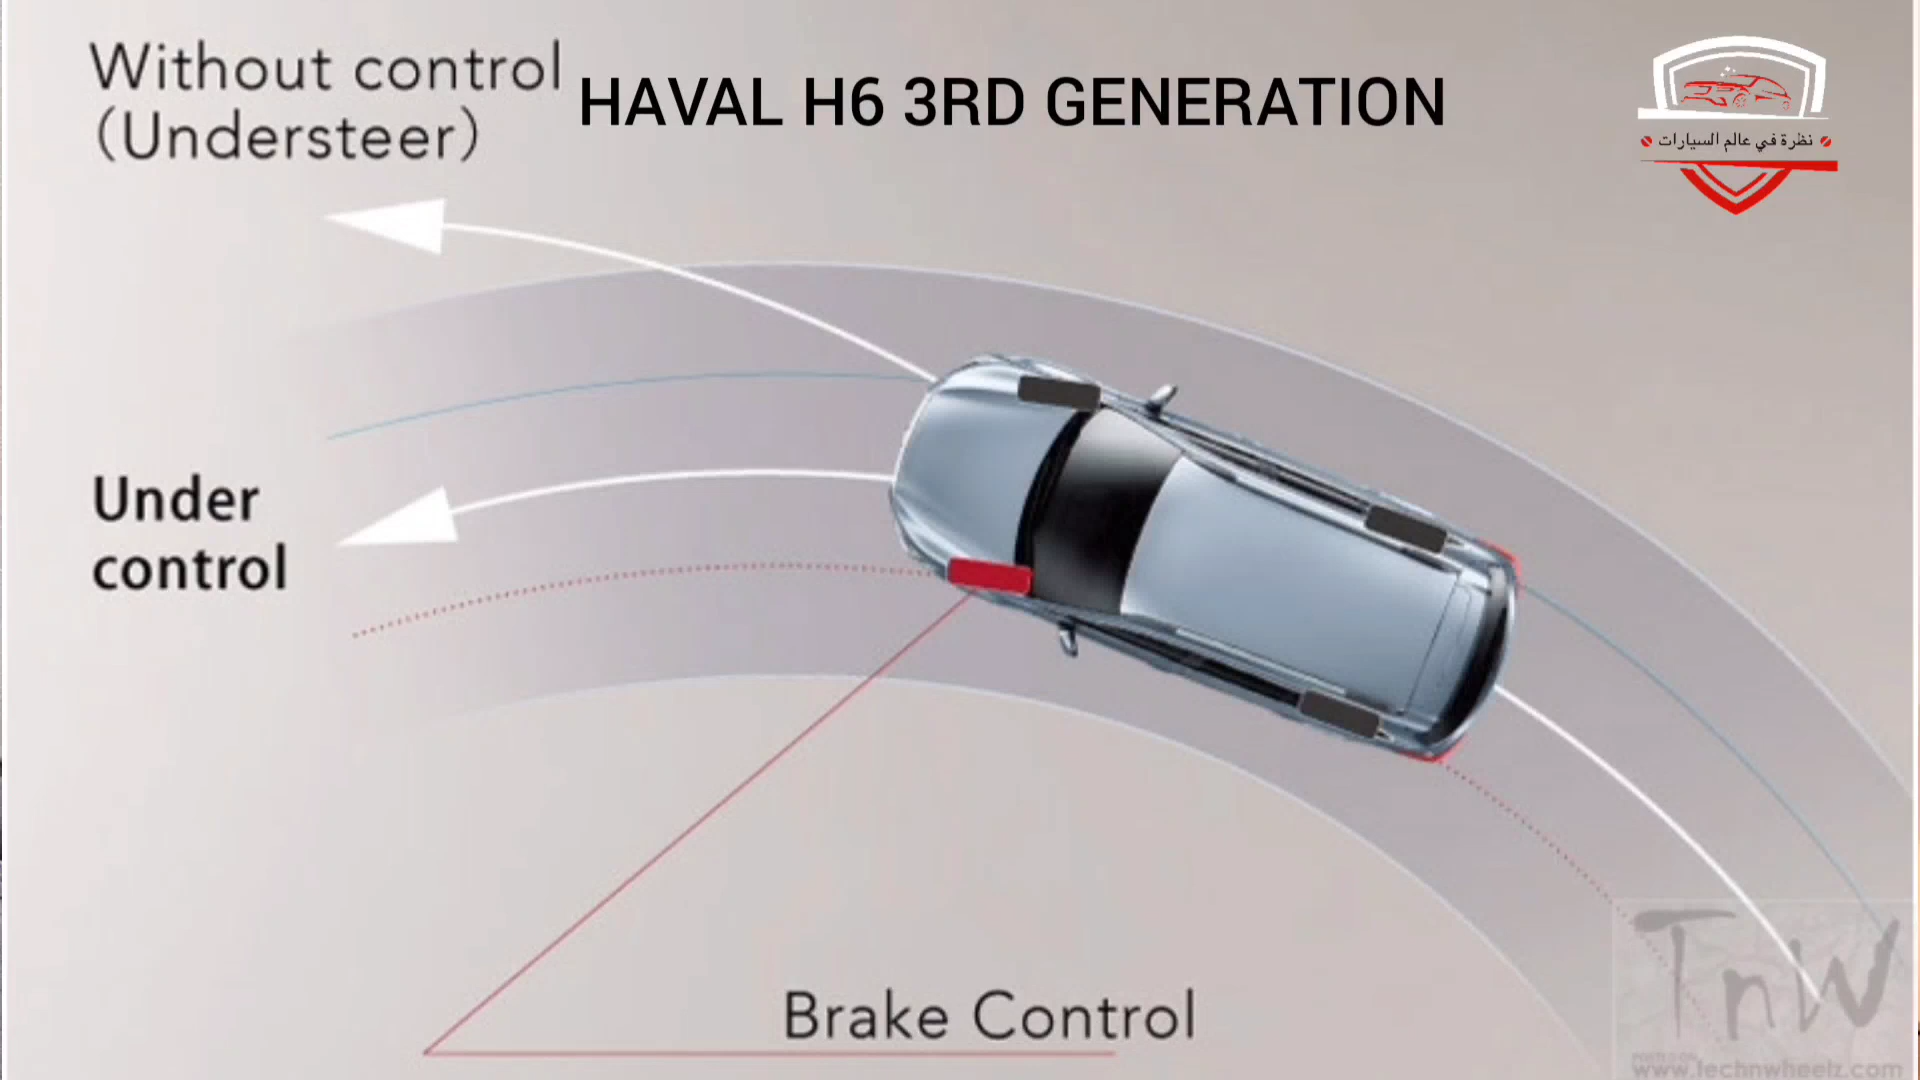 Without control
(Understeer)
HAVAL H6 3RD GENERATION
نظرة في عالم السيارات
Under
control
Brake Control
TnW
www.technwheelz.com